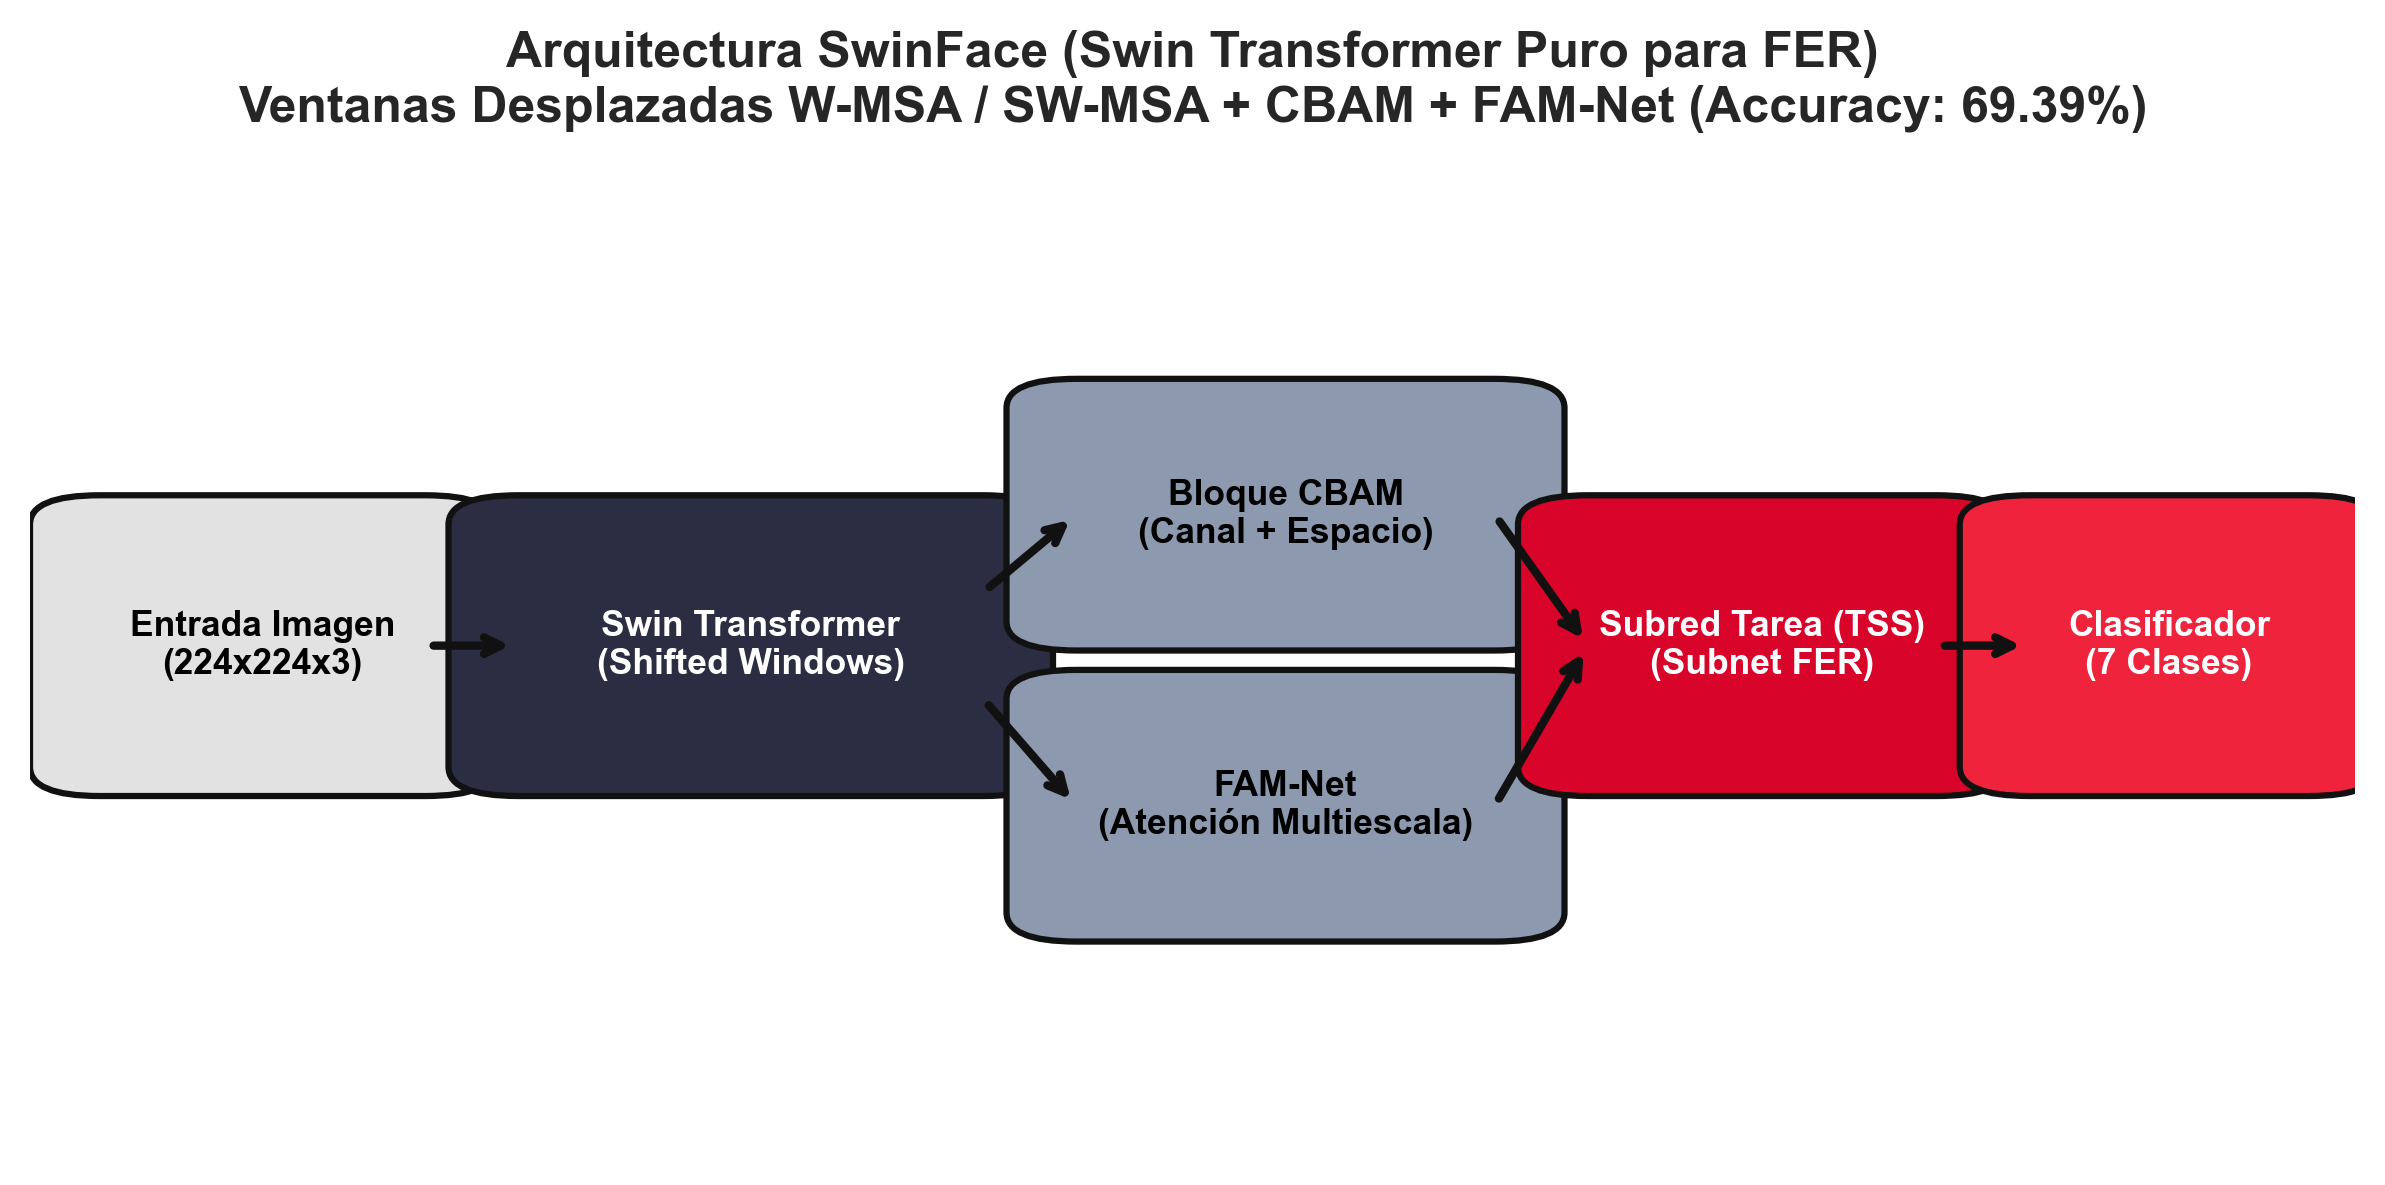 Arquitectura SwinFace (Swin Transformer Puro para FER)
Ventanas Desplazadas W-MSA / SW-MSA + CBAM + FAM-Net (Accuracy: 69.39%)
Entrada Imagen
(224x224x3)
Swin Transformer
(Shifted Windows)
Bloque CBAM
(Canal + Espacio)
FAM-Net
(Atención Multiescala)
Subred Tarea (TSS)
(Subnet FER)
Clasificador
(7 Clases)